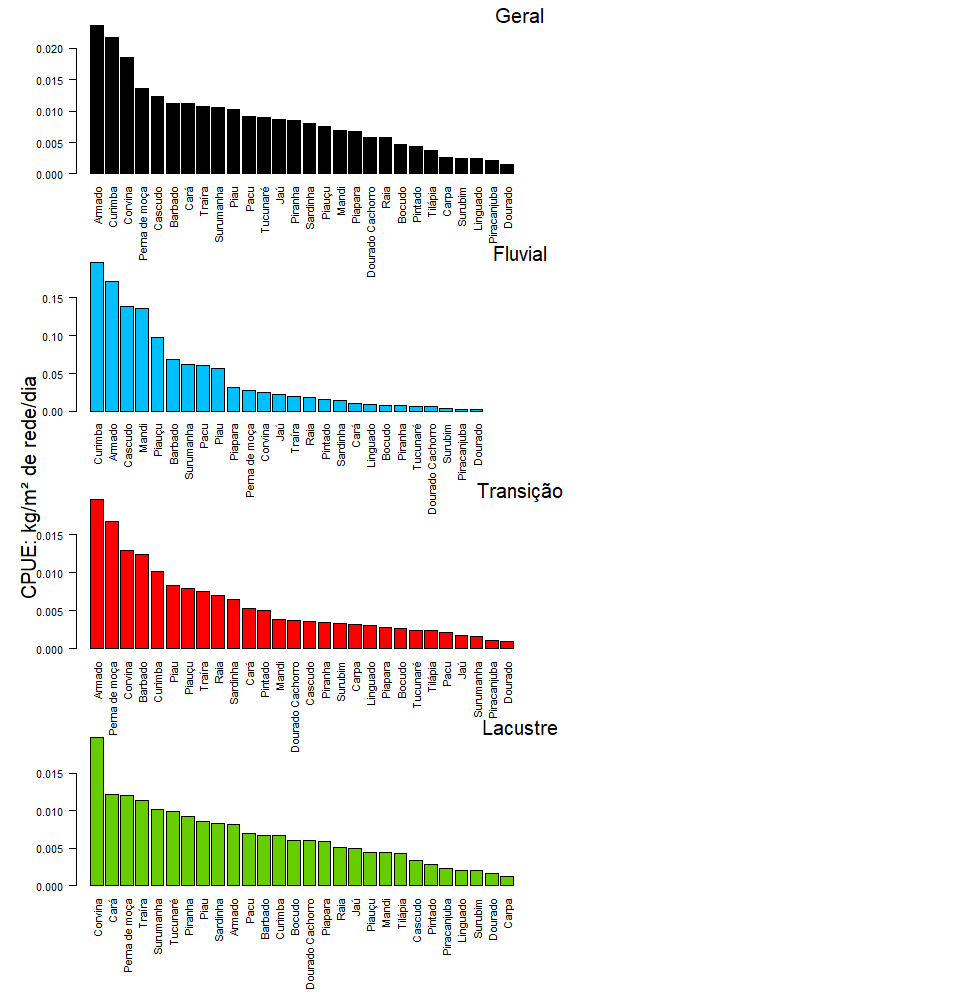 CPUE: kg/m² de rede/dia
Geral
0.020
0.015
0.010
0.005
0.000
Armado
Curimba
Corvina
Perna de moça
Cascudo
Barbado
Cará
Traíra
Surumanha
Piau
Pacu
Tucunaré
Jaú
Piranha
Sardinha
Piauçu
Mandi
Piapara
Dourado Cachorro
Raia
Bocudo
Pintado
Tilápia
Carpa
Surubim
Linguado
Piracanjuba
Dourado
Fluvial
0.15
0.10
0.05
0.00
Curimba
Armado
Cascudo
Mandi
Piauçu
Barbado
Surumanha
Pacu
Piau
Piapara
Perna de moça
Corvina
Jaú
Traíra
Raia
Pintado
Sardinha
Cará
Linguado
Bocudo
Piranha
Tucunaré
Dourado Cachorro
Surubim
Piracanjuba
Dourado
Transição
0.015
0.010
0.005
0.000
Armado
Perna de moça
Corvina
Barbado
Curimba
Piau
Piauçu
Traíra
Raia
Sardinha
Cará
Pintado
Mandi
Dourado Cachorro
Cascudo
Piranha
Surubim
Carpa
Linguado
Piapara
Bocudo
Tucunaré
Tilápia
Pacu
Jaú
Surumanha
Piracanjuba
Dourado
Lacustre
0.015
0.010
0.005
0.000
Corvina
Cará
Perna de moça
Traíra
Surumanha
Tucunaré
Piranha
Piau
Sardinha
Armado
Pacu
Barbado
Curimba
Bocudo
Dourado Cachorro
Piapara
Raia
Jaú
Piauçu
Mandi
Tilápia
Cascudo
Pintado
Piracanjuba
Linguado
Surubim
Dourado
Carpa